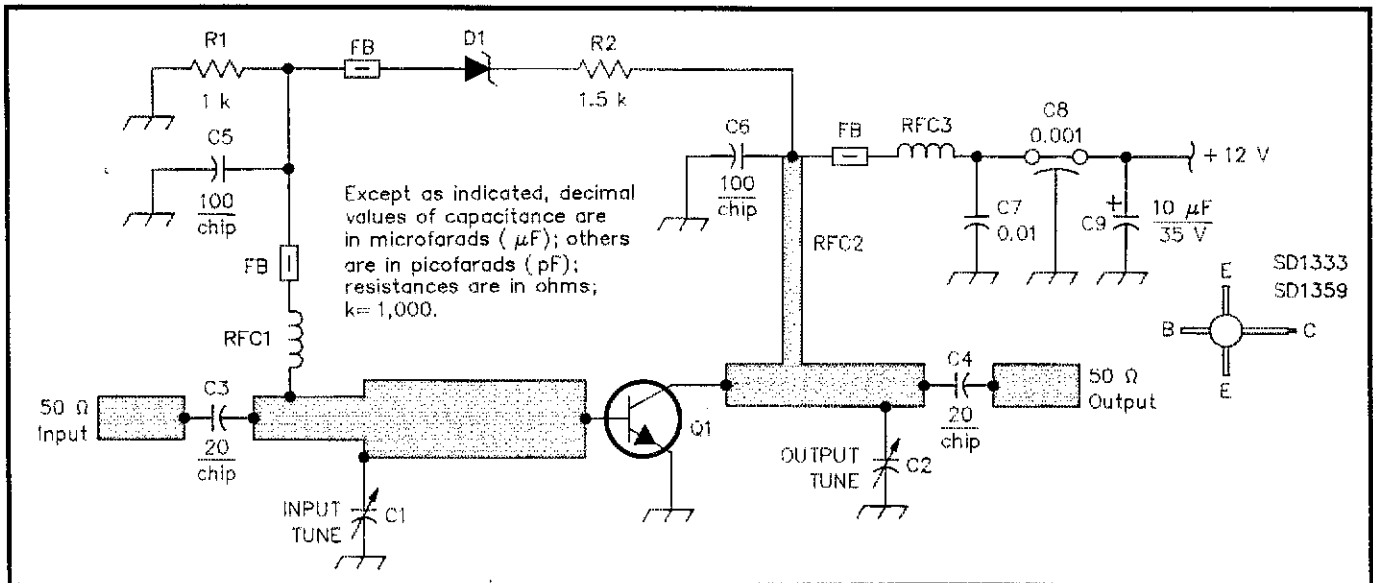 R1
1 k
FB
D1
R2
1.5 k
C5
100
chip
FB
RFC1
Except as indicated, decimal
values of capacitance are
in microfarads ( μF); others
are in picofarads ( pF);
resistances are in ohms;
k= 1,000.
C6
100
chip
FB
RFC3
C8
0.001
+ 12 V
C7
0.01
C9
+
10 μF
35 V
RFC2
SD1333
SD1359
E
B
C
E
50 Ω
Input
C3
20
chip
INPUT
TUNE
C1
Q1
OUTPUT
TUNE
C2
C4
20
chip
50 Ω
Output